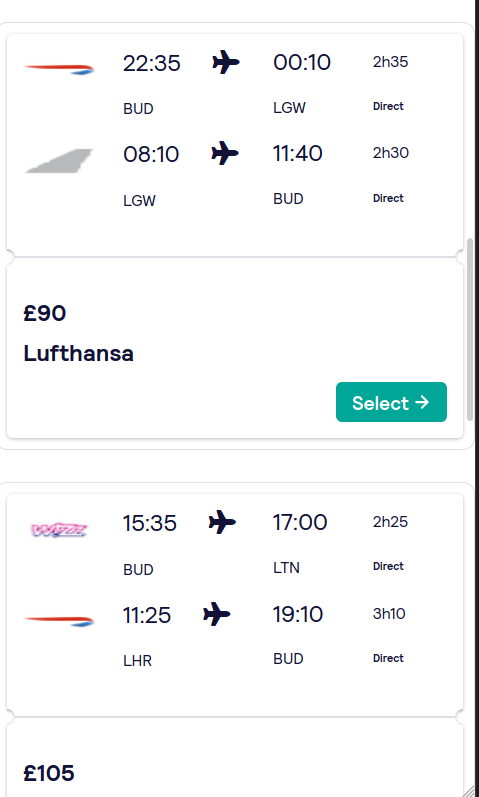 22:35 00:10 2h35
BUD LGW Direct
08:10 11:40 2h30
LGW BUD Direct
£90
Lufthansa
Select →
Wizz 15:35 17:00 2h25
BUD LTN Direct
11:25 19:10 3h10
LHR BUD Direct
£105